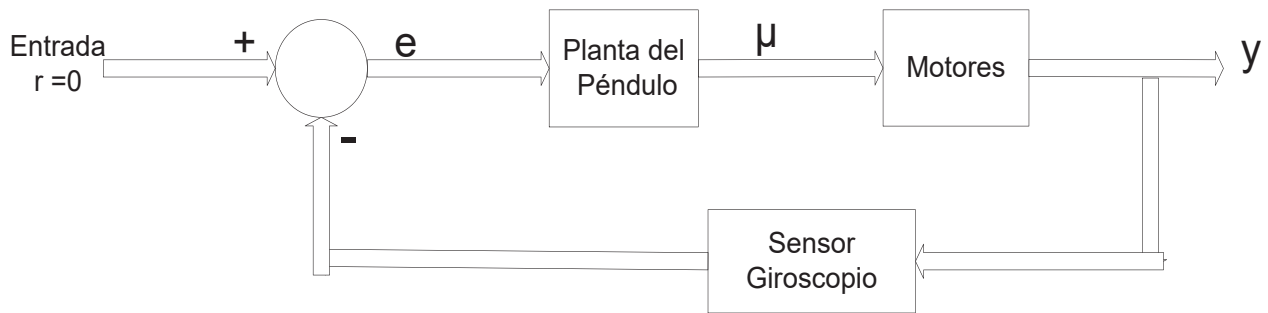 Entrada
r =0
+
-
e
Planta del
Péndulo
µ
Motores
y
Sensor
Giroscopio